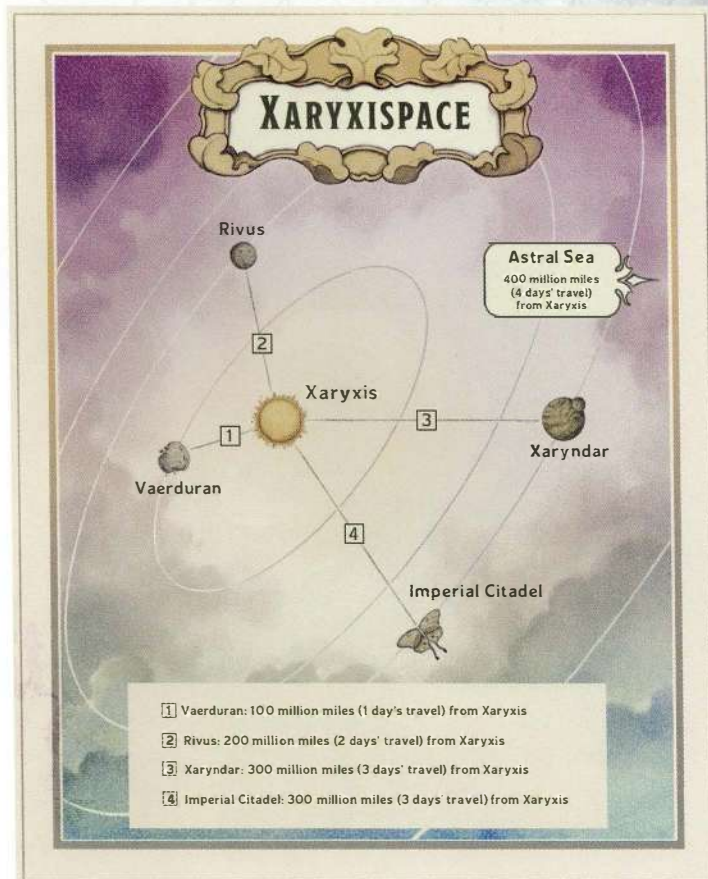 XARYXISPACE
Rivus
Astral Sea
400 million miles
(4 days' travel)
from Xaryxis
2
Xaryxis
1
3
Vaerduran
Xaryndar
4
Imperial Citadel
1 Vaerduran: 100 million miles (1 day's travel) from Xaryxis
2 Rivus: 200 million miles (2 days' travel) from Xaryxis
3 Xaryndar: 300 million miles (3 days' travel) from Xaryxis
4 Imperial Citadel: 300 million miles (3 days' travel) from Xaryxis